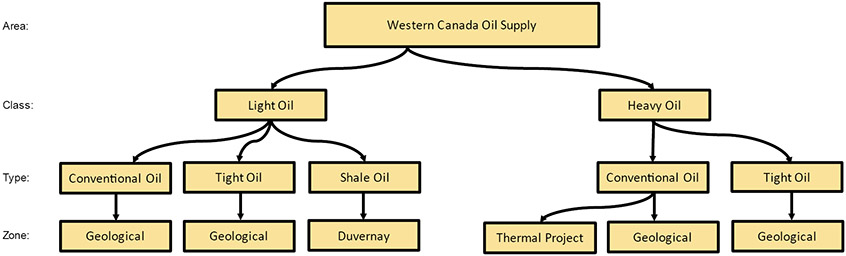 Area:
Western Canada Oil Supply
Class:
Light Oil
Heavy Oil
Type:
Conventional Oil
Tight Oil
Shale Oil
Conventional Oil
Tight Oil
Zone:
Geological
Geological
Duvernay
Thermal Project
Geological
Geological